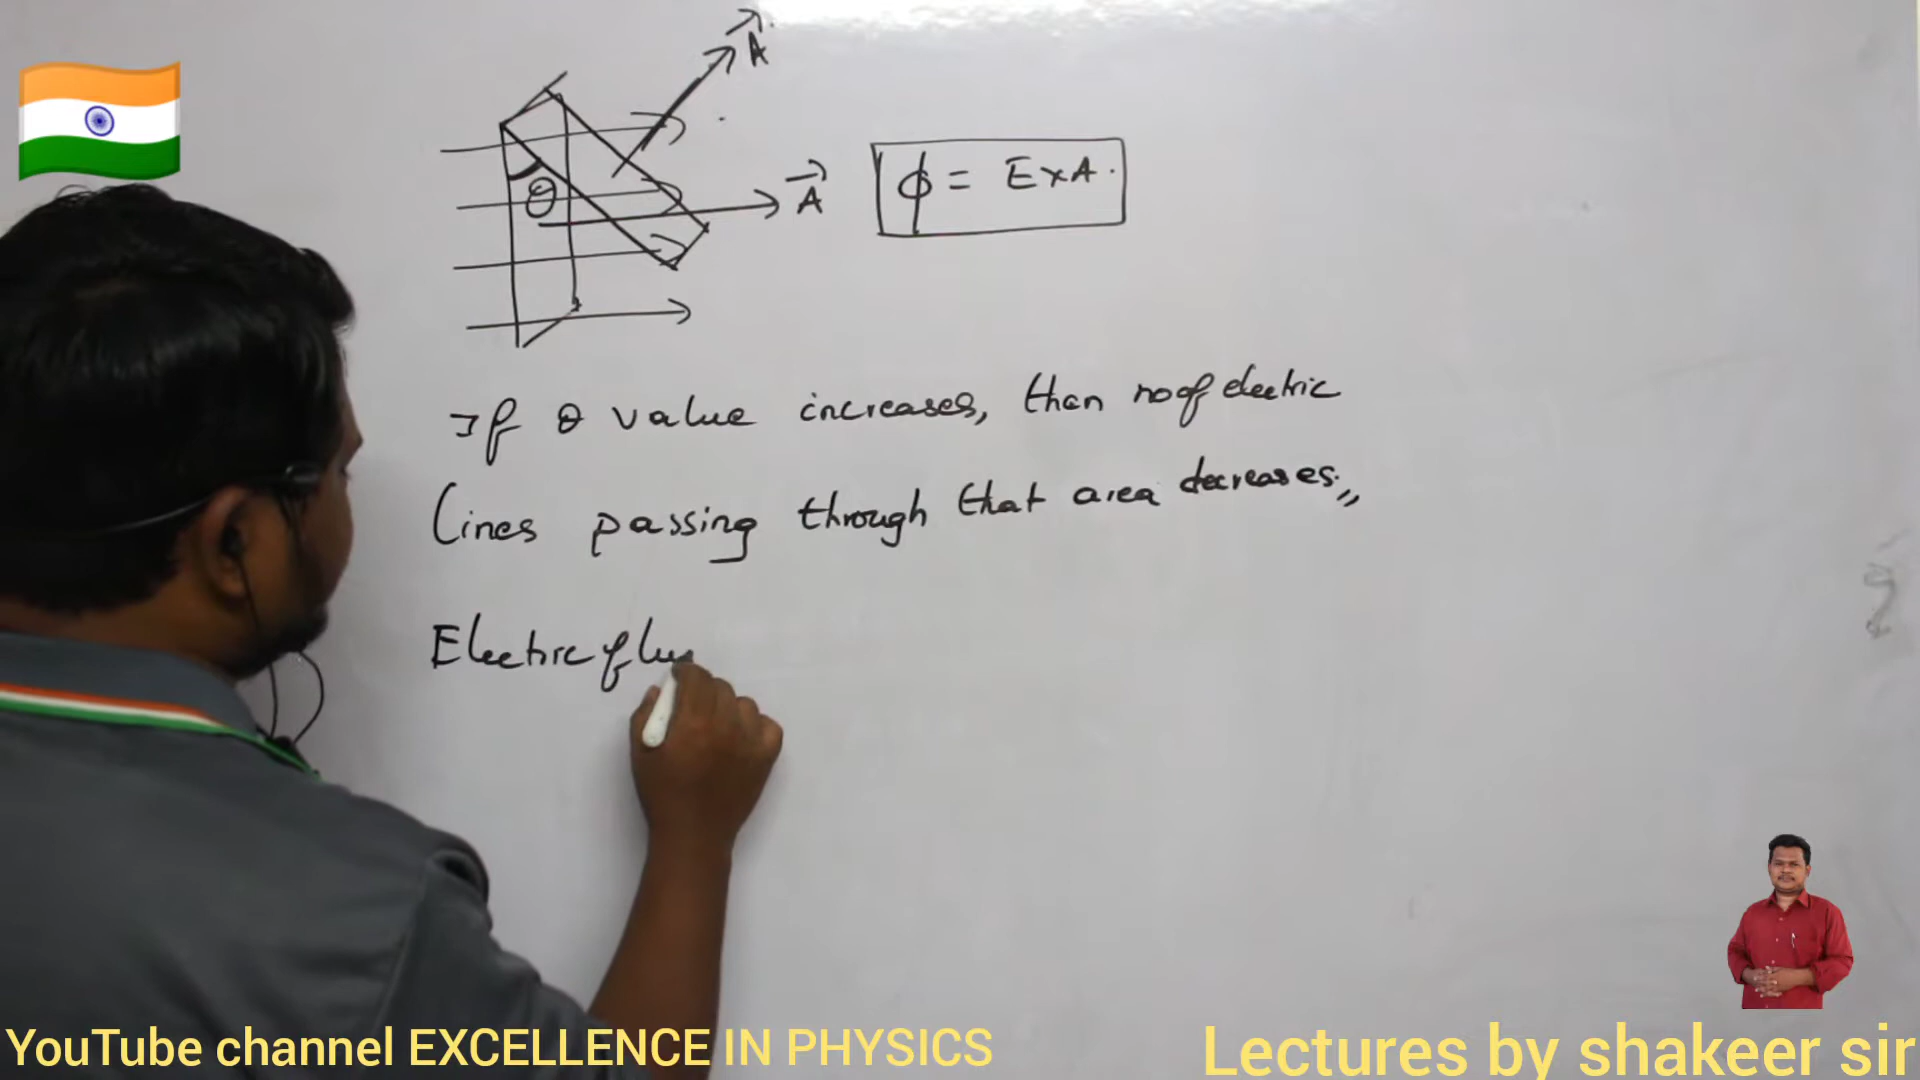 A
A
θ
ϕ = E×A.
If θ value increases, then no of electric
Lines passing through that area decreases.,,
Electric flu
YouTube channel EXCELLENCE IN PHYSICS
Lectures by shakeer sir